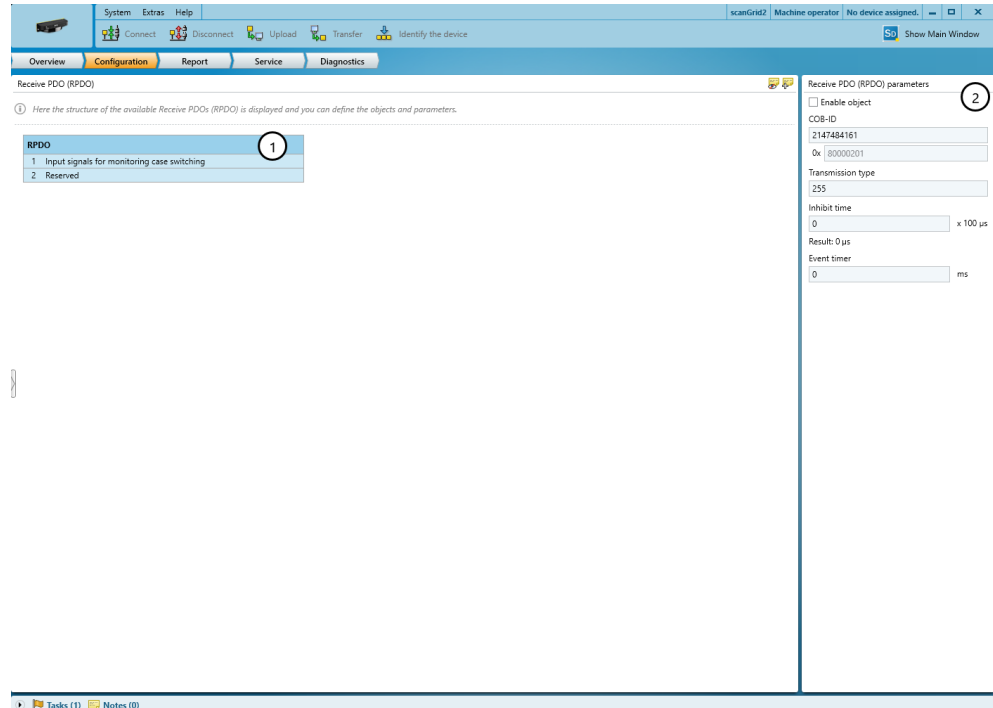 System Extras Help
scanGrid2 Machine operator No device assigned.
Connect Disconnect Upload Transfer Identify the device
So Show Main Window
Overview Configuration Report Service Diagnostics
Receive PDO (RPDO)
Here the structure of the available Receive PDOs (RPDO) is displayed and you can define the objects and parameters.
RPDO
1
1 Input signals for monitoring case switching
2 Reserved
Receive PDO (RPDO) parameters
2
Enable object
COB-ID
2147484161
0x 80000201
Transmission type
255
Inhibit time
0 x 100 µs
Result: 0 µs
Event timer
0 ms
Tasks (1) Notes (0)